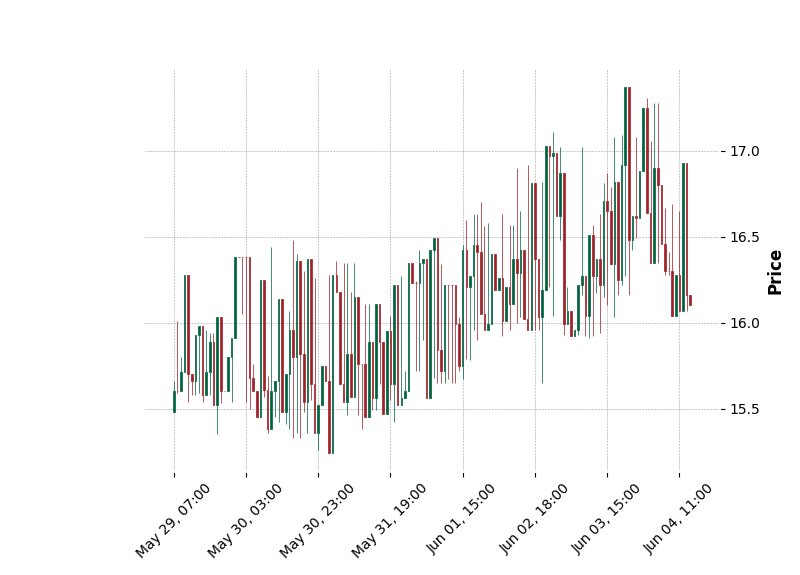 17.0
16.5
16.0
15.5
Price
May 29, 07:00
May 30, 03:00
May 30, 23:00
May 31, 19:00
Jun 01, 15:00
Jun 02, 18:00
Jun 03, 15:00
Jun 04, 11:00